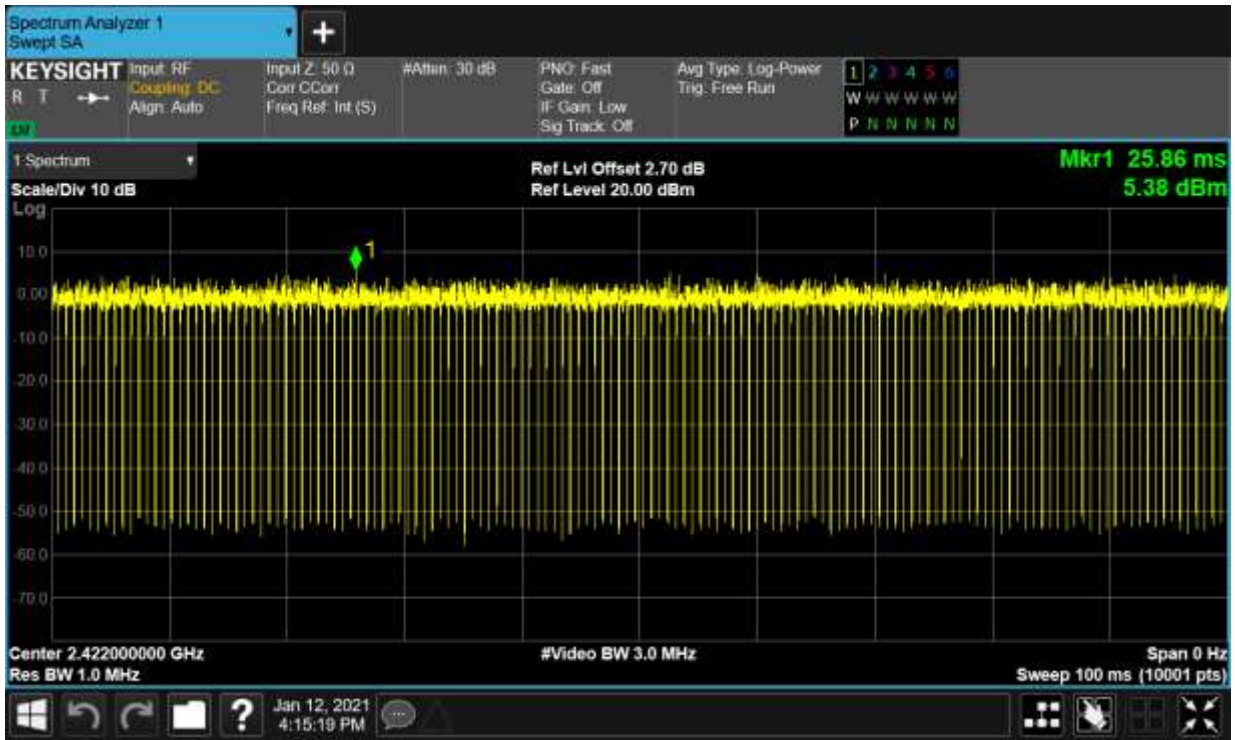 Spectrum Analyzer 1
Swept SA
+
KEYSIGHT
R T
Input: RF
Coupling: DC
Align: Auto
Input Z: 50 Ω
Corr CCorr
Freq Ref: Int (S)
#Atten: 30 dB
PNO: Fast
Gate: Off
IF Gain: Low
Sig Track: Off
Avg Type: Log-Power
Trig: Free Run
1 2 3 4 5 6
W W W W W W
P N N N N N
1 Spectrum
Scale/Div 10 dB
Log
Ref Lvl Offset 2.70 dB
Ref Level 20.00 dBm
Mkr1 25.86 ms
5.38 dBm
1
10.0
0.00
-10.0
-20.0
-30.0
-40.0
-50.0
-60.0
-70.0
Center 2.422000000 GHz
Res BW 1.0 MHz
#Video BW 3.0 MHz
Span 0 Hz
Sweep 100 ms (10001 pts)
?
Jan 12, 2021
4:15:19 PM